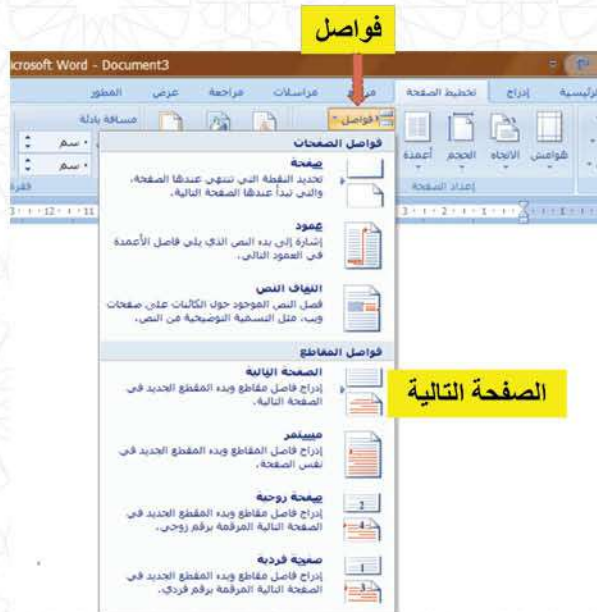 فواصل
Microsoft Word - Document3
الرئيسية إدراج تخطيط الصفحة مراسلات مراجعة عرض المطور
هوامش الاتجاه الحجم أعمدة فواصل مسافة بادئة
سم
سم
إعداد الصفحة
فواصل الصفحات
صفحة
تحديد النقطة التي تنتهي عندها الصفحة،
والتي تبدأ عندها الصفحة التالية.
عمود
إشارة إلى بدء النص الذي يلي فاصل الأعمدة
في العمود التالي.
التفاف النص
فصل النص الموجود حول الكائنات على صفحات
ويب، مثل التسمية التوضيحية من النص.
فواصل المقاطع
الصفحة التالية
إدراج فاصل مقاطع وبدء المقطع الجديد في
الصفحة التالية.
الصفحة التالية
مستمر
إدراج فاصل مقاطع وبدء المقطع الجديد في
نفس الصفحة.
صفحة زوجية
إدراج فاصل مقاطع وبدء المقطع الجديد في
الصفحة التالية المرقمة برقم زوجي.
صفحة فردية
إدراج فاصل مقاطع وبدء المقطع الجديد في
الصفحة التالية المرقمة برقم فردي.